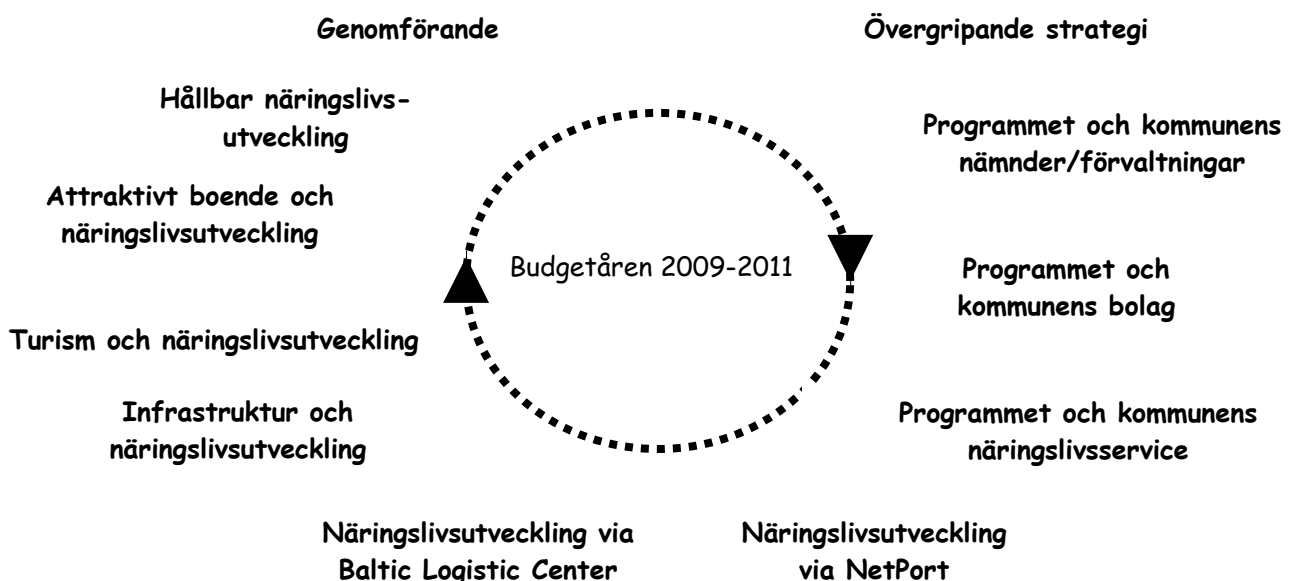 Genomförande
Övergripande strategi
Hållbar näringslivs-
utveckling
Programmet och kommunens
nämnder/förvaltningar
Attraktivt boende och
näringslivsutveckling
Budgetåren 2009-2011
Programmet och
kommunens bolag
Turism och näringslivsutveckling
Infrastruktur och
näringslivsutveckling
Programmet och kommunens
näringslivsservice
Näringslivsutveckling via
Baltic Logistic Center
Näringslivsutveckling
via NetPort